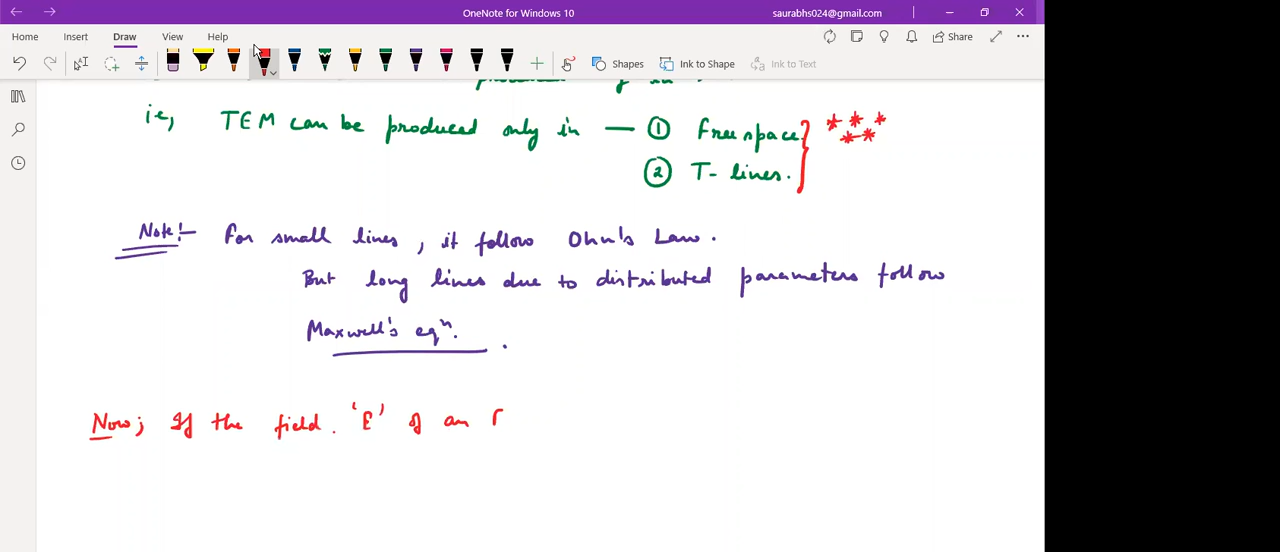 OneNote for Windows 10
saurabhs024@gmail.com
Home Insert Draw View Help
Share
Shapes
Ink to Shape
Ink to Text
ie, TEM can be produced only in — ① Free space
② T- lines.
Note!- For small lines, it follow Ohm's Law.
But long lines due to distributed parameters follow
Maxwell's eqⁿ.
Now; If the field. 'E' of an